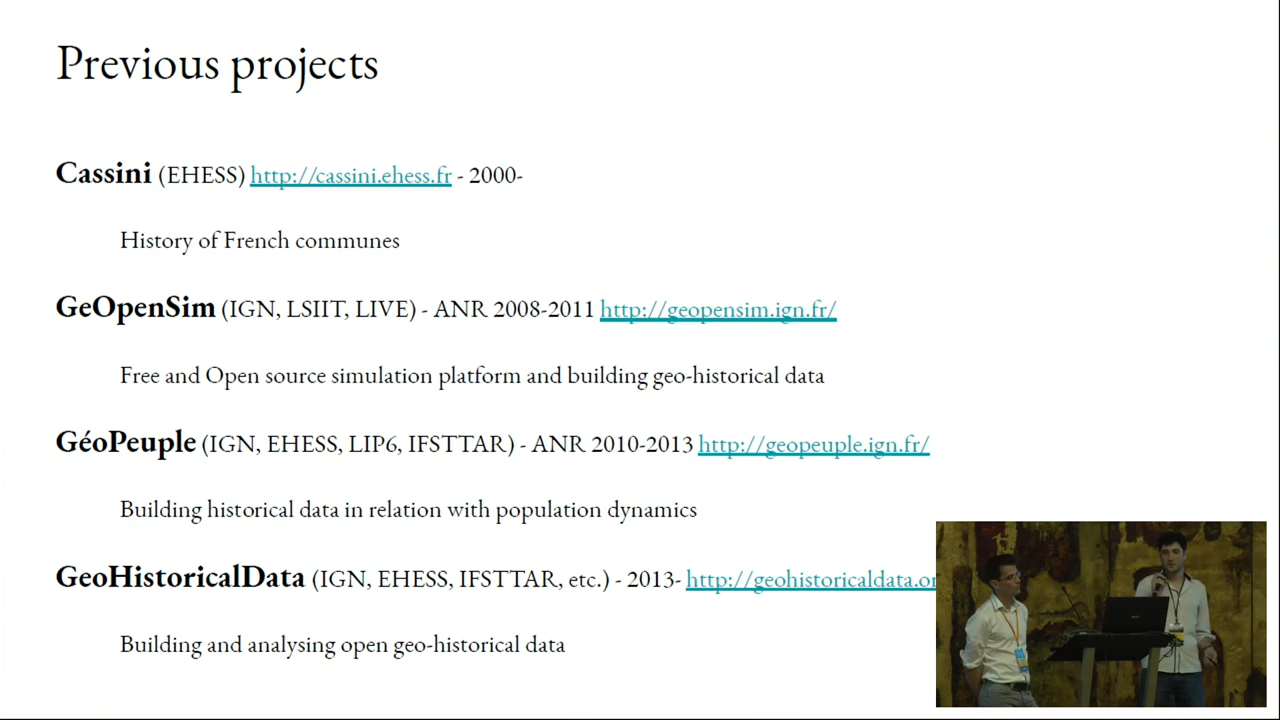 Previous projects
Cassini (EHESS) http://cassini.ehess.fr - 2000-
History of French communes
GeOpenSim (IGN, LSIIT, LIVE) - ANR 2008-2011 http://geopensim.ign.fr/
Free and Open source simulation platform and building geo-historical data
GéoPeuple (IGN, EHESS, LIP6, IFSTTAR) - ANR 2010-2013 http://geopeuple.ign.fr/
Building historical data in relation with population dynamics
GeoHistoricalData (IGN, EHESS, IFSTTAR, etc.) - 2013- http://geohistoricaldata.or
Building and analysing open geo-historical data